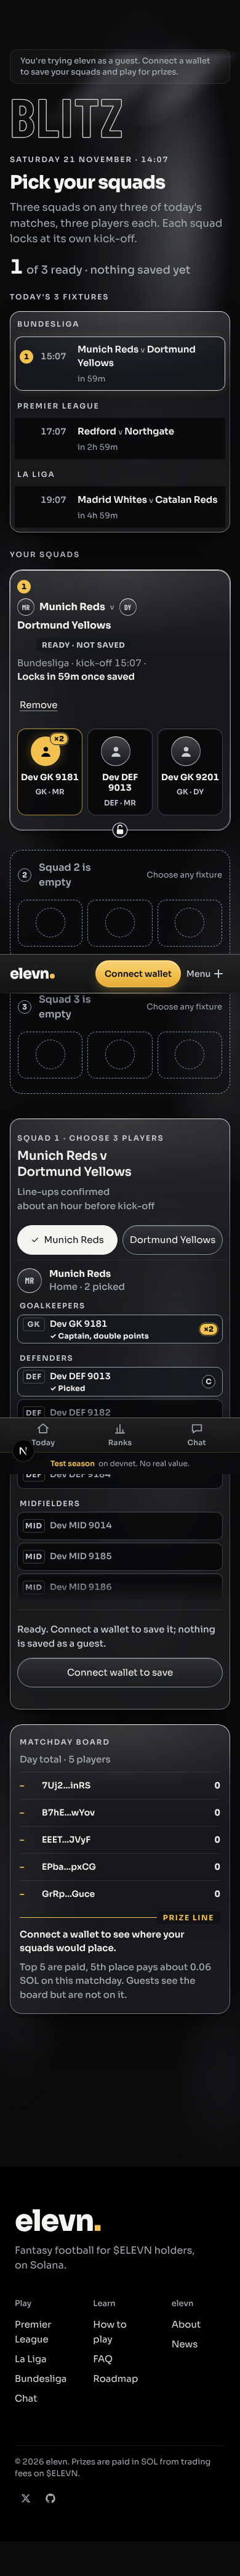 You're trying elevn as a guest. Connect a wallet
to save your squads and play for prizes.
BLITZ
SATURDAY 21 NOVEMBER · 14:07
Pick your squads
Three squads on any three of today's
matches, three players each. Each squad
locks at its own kick-off.
1 of 3 ready · nothing saved yet
TODAY'S 3 FIXTURES
BUNDESLIGA
1 15:07 Munich Reds v Dortmund
Yellows
in 59m
PREMIER LEAGUE
17:07 Redford v Northgate
in 2h 59m
LA LIGA
19:07 Madrid Whites v Catalan Reds
in 4h 59m
YOUR SQUADS
1
MR Munich Reds v DY
Dortmund Yellows
READY · NOT SAVED
Bundesliga · kick-off 15:07 ·
Locks in 59m once saved
Remove
×2
Dev GK 9181
GK · MR
Dev DEF
9013
DEF · MR
Dev GK 9201
GK · DY
2 Squad 2 is
empty
Choose any fixture
elevn. Connect wallet Menu
3 Squad 3 is
empty
Choose any fixture
SQUAD 1 · CHOOSE 3 PLAYERS
Munich Reds v
Dortmund Yellows
Line-ups confirmed
about an hour before kick-off
Munich Reds Dortmund Yellows
MR Munich Reds
Home · 2 picked
GOALKEEPERS
GK Dev GK 9181 ×2
✓ Captain, double points
DEFENDERS
DEF Dev DEF 9013 C
✓ Picked
DEF Dev DEF 9182
Today Ranks Chat
N
Test season on devnet. No real value.
DEF Dev DEF 9184
MIDFIELDERS
MID Dev MID 9014
MID Dev MID 9185
MID Dev MID 9186
Ready. Connect a wallet to save it; nothing
is saved as a guest.
Connect wallet to save
MATCHDAY BOARD
Day total · 5 players
– 7Uj2...inRS 0
– B7hE...wYov 0
– EEET...JVyF 0
– EPba...pxCG 0
– GrRp...Guce 0
PRIZE LINE
Connect a wallet to see where your
squads would place.
Top 5 are paid, 5th place pays about 0.06
SOL on this matchday. Guests see the
board but are not on it.
elevn.
Fantasy football for $ELEVN holders,
on Solana.
Play
Premier
League
La Liga
Bundesliga
Chat
Learn
How to
play
FAQ
Roadmap
elevn
About
News
© 2026 elevn. Prizes are paid in SOL from trading
fees on $ELEVN.